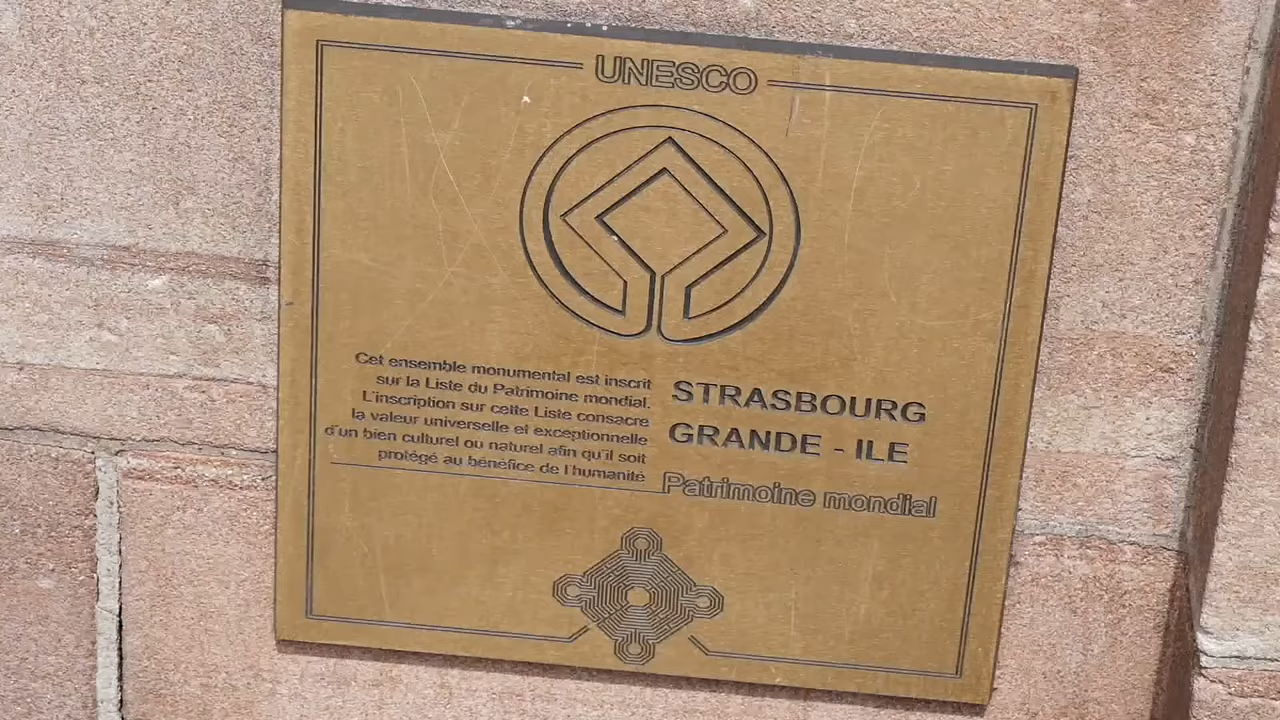 UNESCO
Cet ensemble monumental est inscrit
sur la Liste du Patrimoine mondial.
L'inscription sur cette Liste consacre
la valeur universelle et exceptionnelle
d'un bien culturel ou naturel afin qu'il soit
protégé au bénéfice de l'humanité
STRASBOURG
GRANDE - ILE
Patrimoine mondial